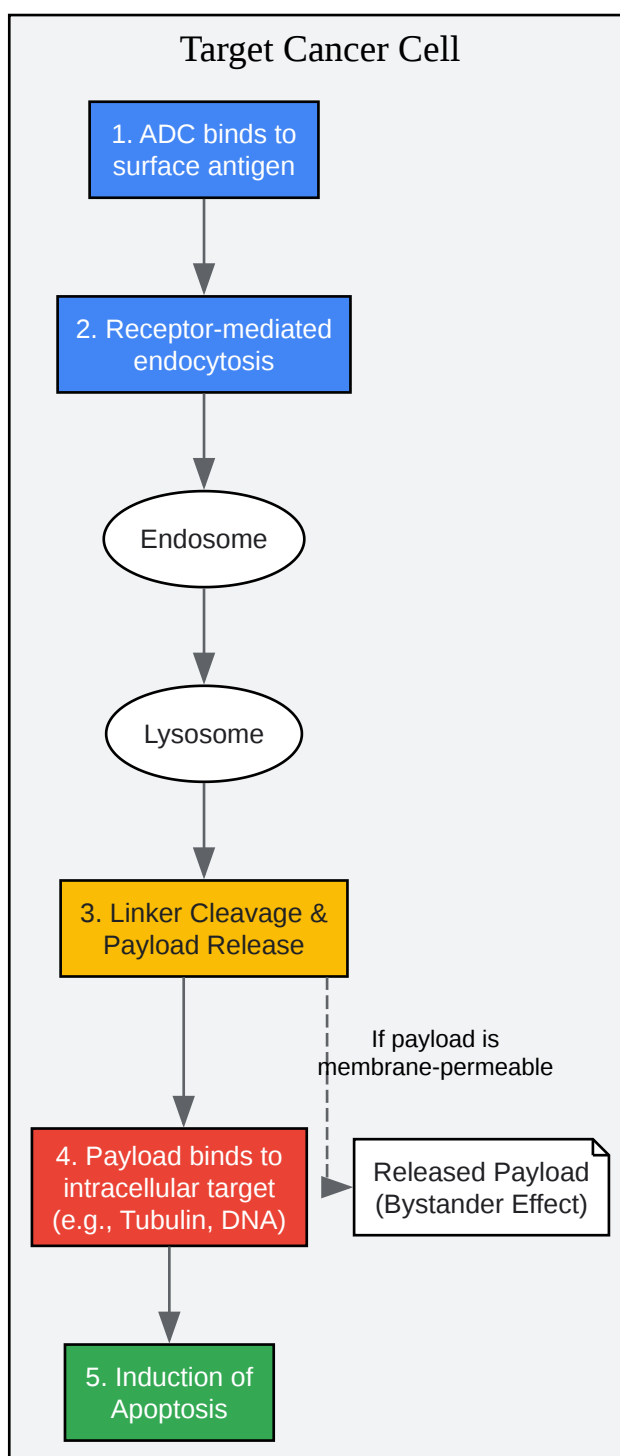 Target Cancer Cell
1. ADC binds to
surface antigen
2. Receptor-mediated
endocytosis
Endosome
Lysosome
3. Linker Cleavage &
Payload Release
If payload is
membrane-permeable
4. Payload binds to
intracellular target
(e.g., Tubulin, DNA)
Released Payload
(Bystander Effect)
5. Induction of
Apoptosis